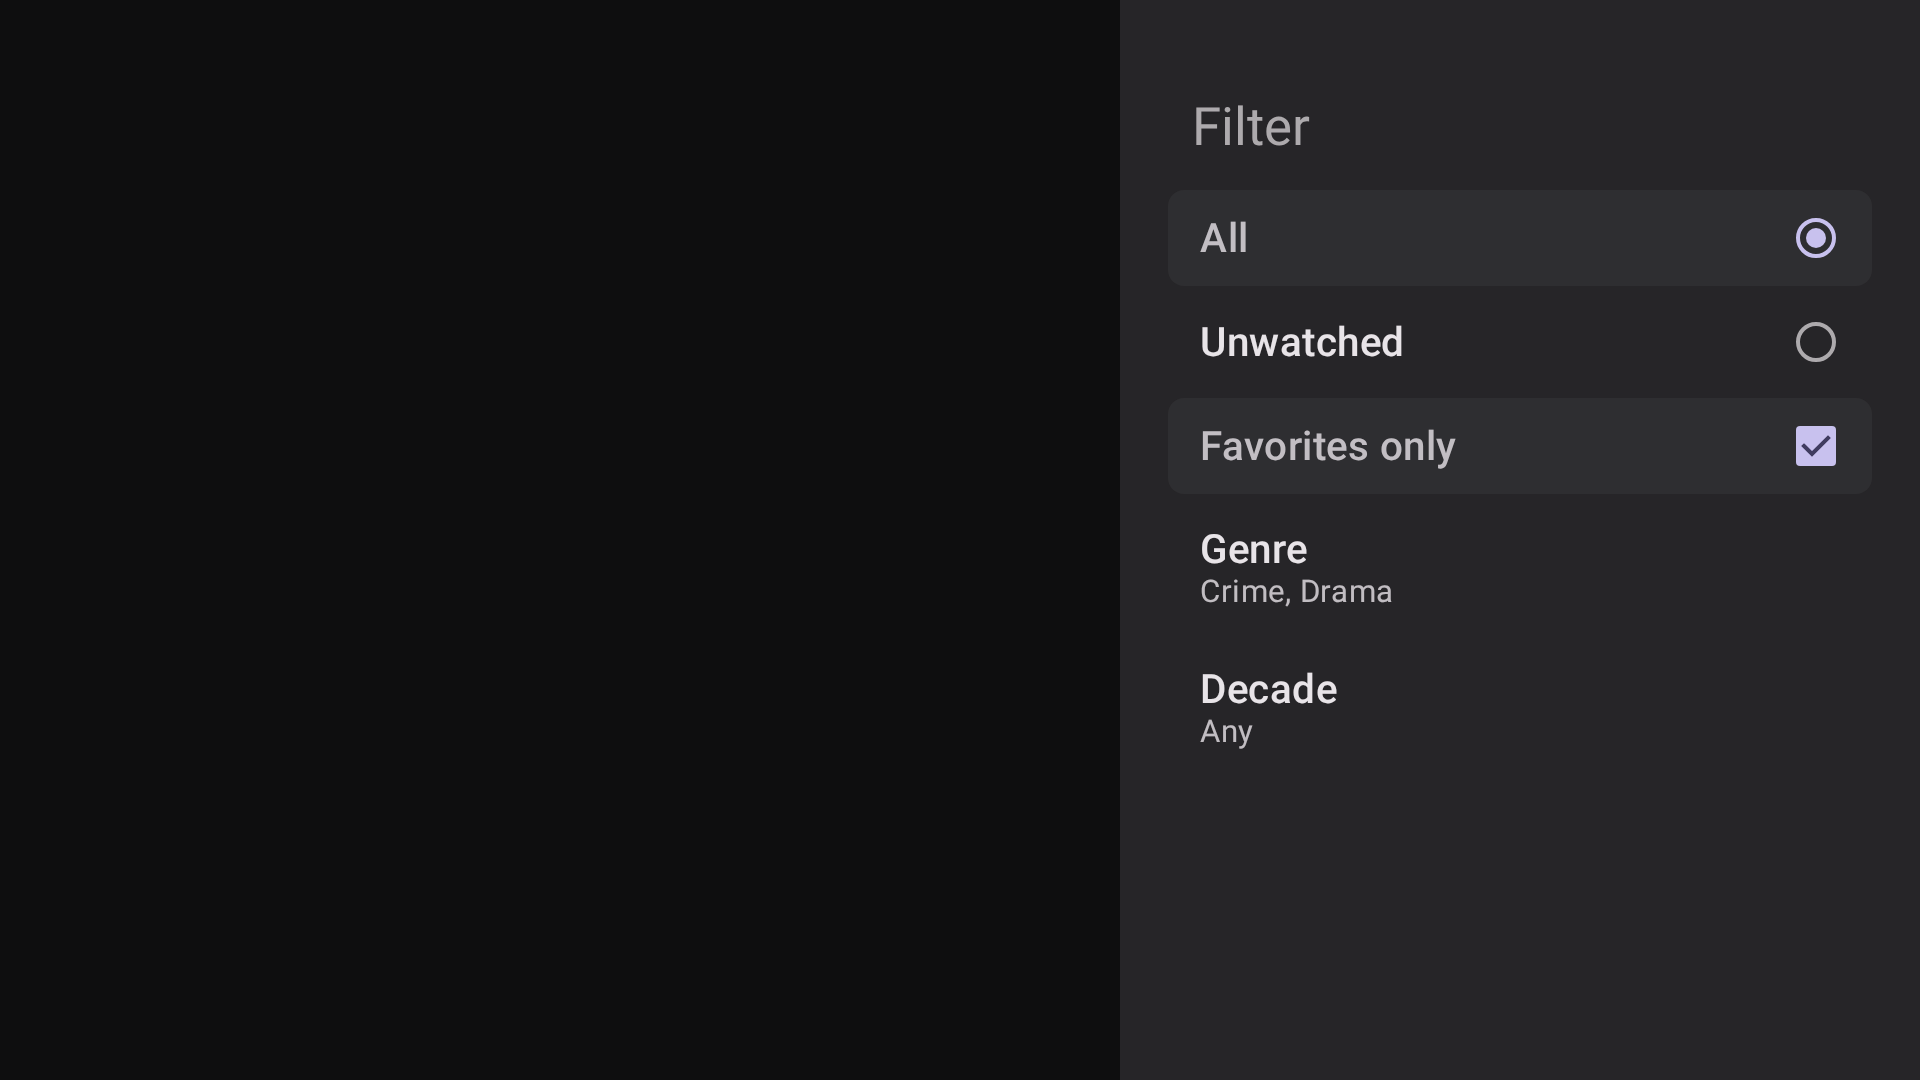 Filter
All
Unwatched
Favorites only
Genre
Crime, Drama
Decade
Any